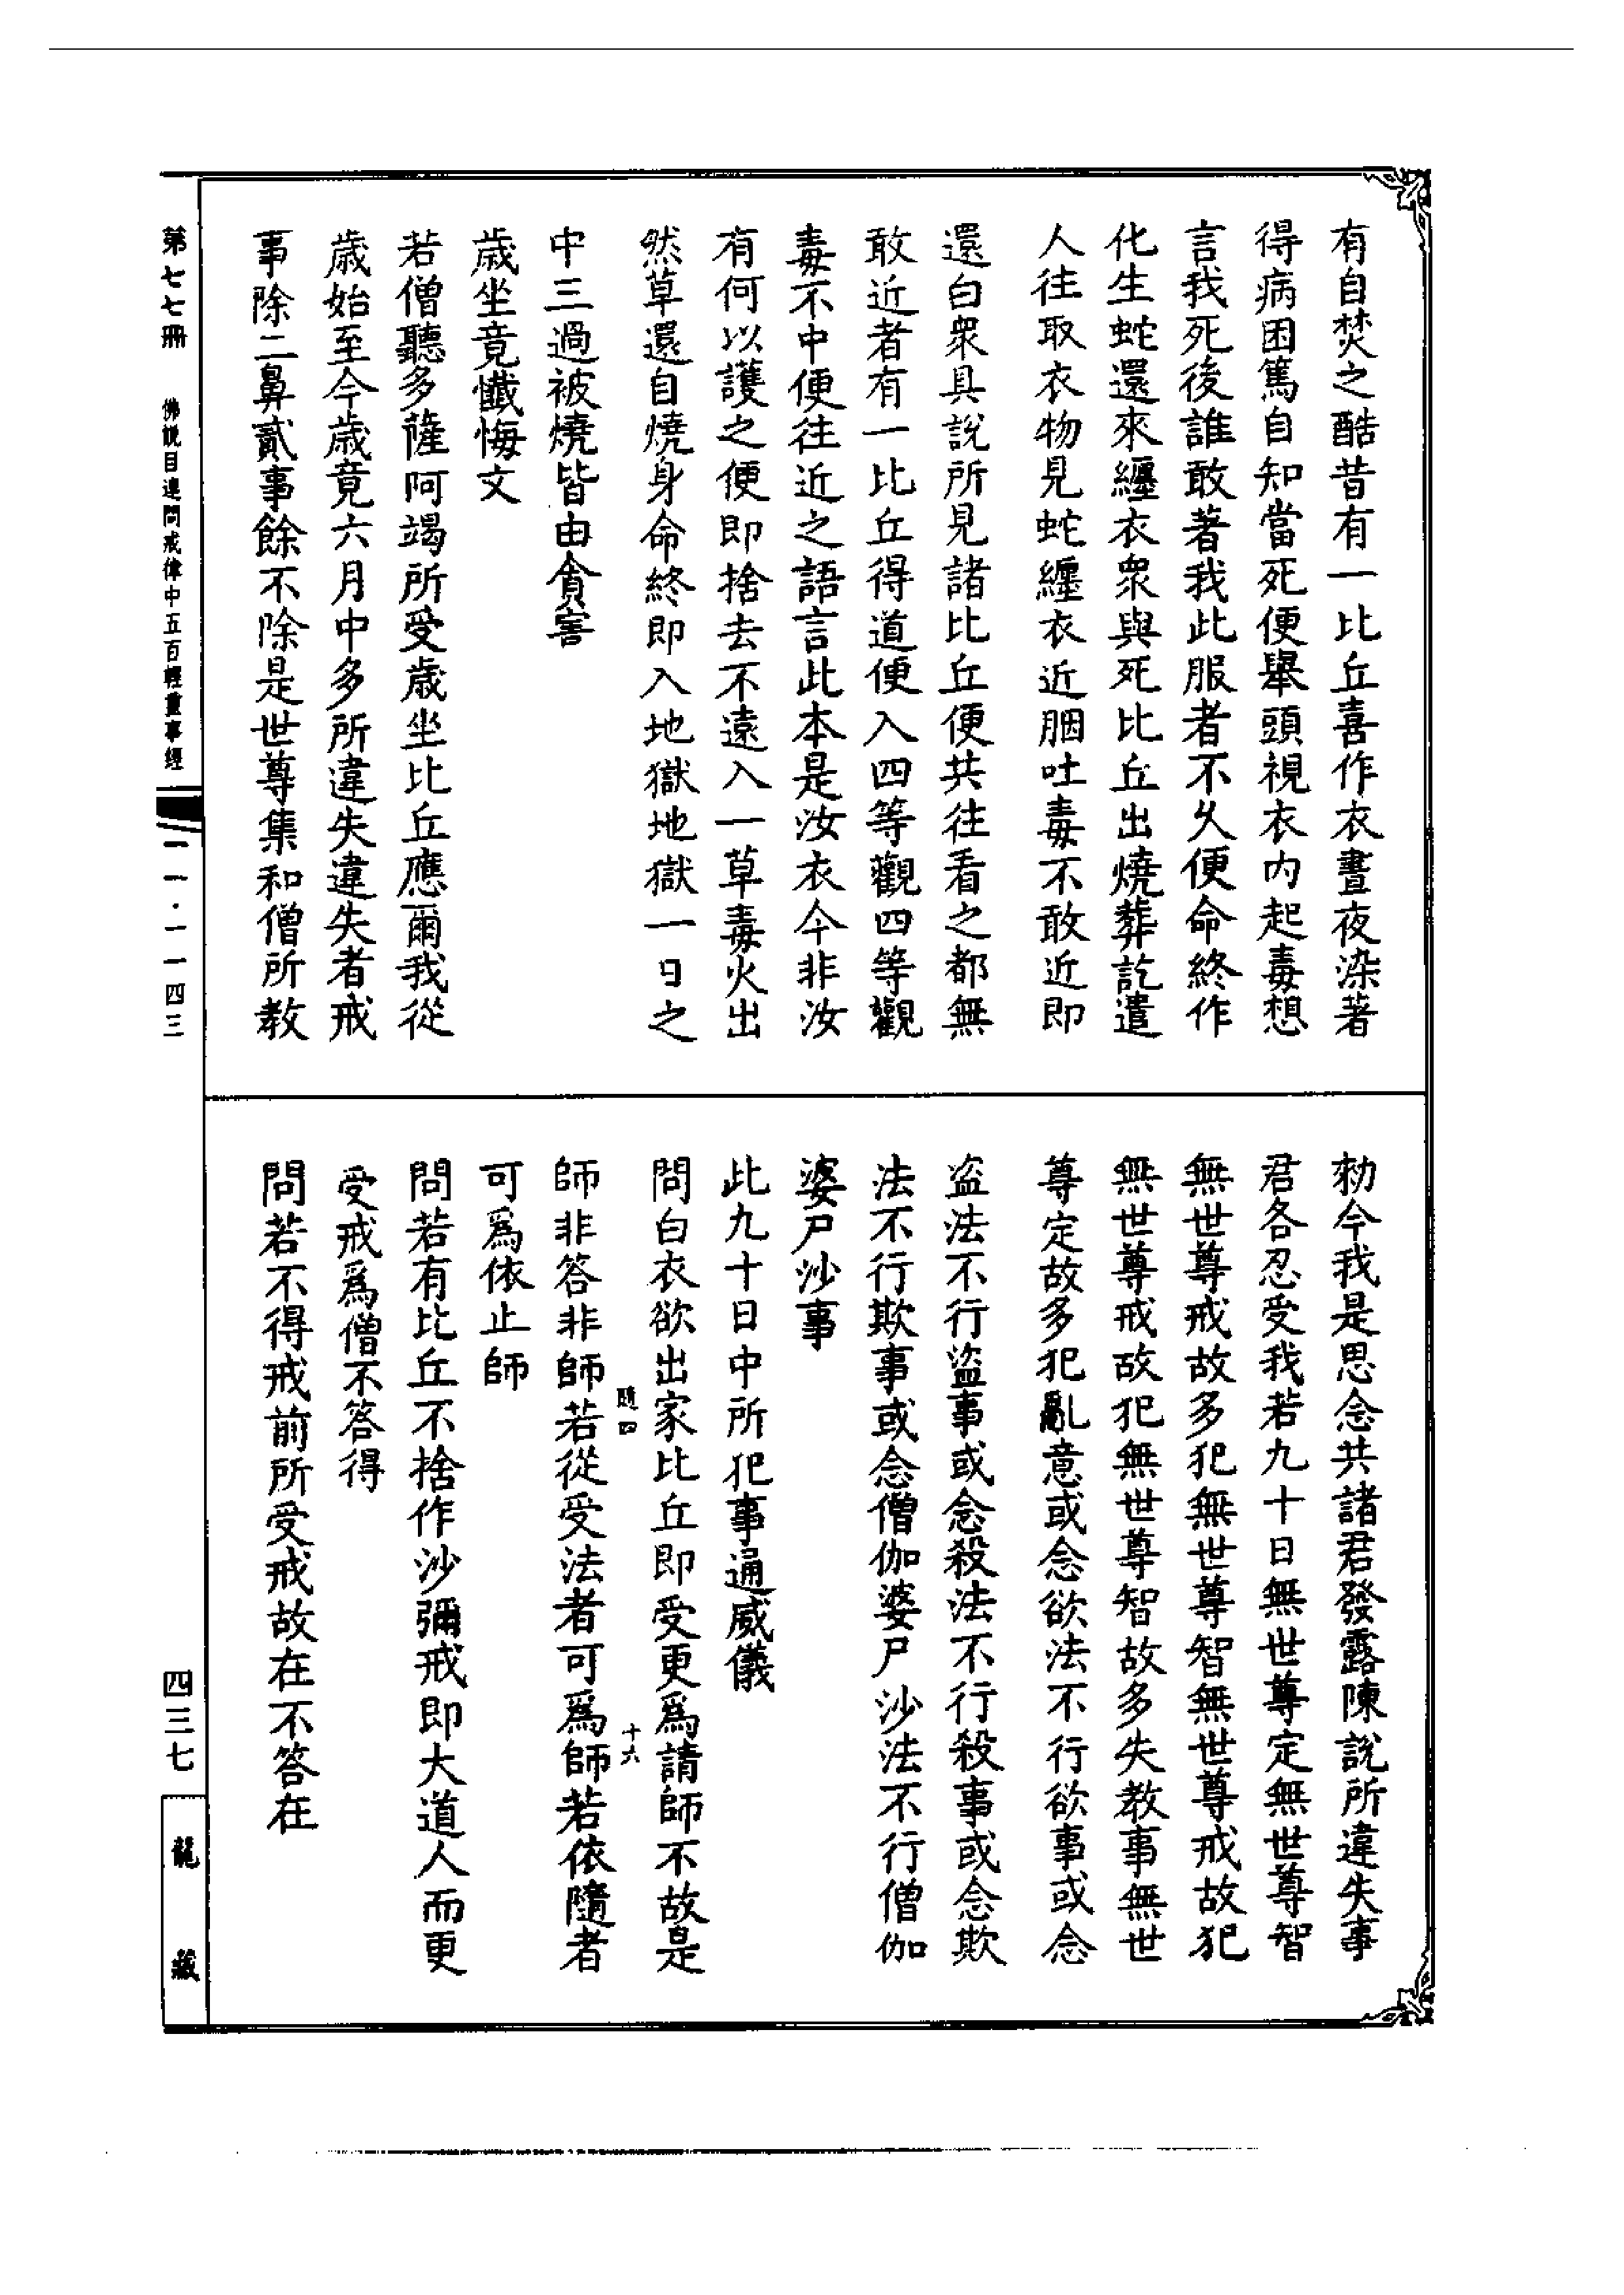 有自焚之酷昔有一比丘喜作衣晝夜染著
得病困篤自知當死便舉頭視衣内起毒想
言我死後誰敢著我此服者不久便命終作
化生蛇還來纏衣衆與死比丘出燒葬訖遣
人往取衣物見蛇纏衣近胭吐毒不敢近即
還白衆具說所見諸比丘便共往看之都無
敢近者有一比丘得道便入四等觀四等觀
毒不中便往近之語言此本是汝衣今非汝
有何以護之便即捨去不遠入一草毒火出
然草還自燒身命終即入地獄地獄一日之
中三過被燒皆由貪害
歲坐竟懺悔文
若僧聽多薩阿竭所受歲坐比丘應爾我從
歲始至今歲竟六月中多所違失違失者戒
事除二鼻貳事餘不除是世尊集和僧所教
勑今我是思念共諸君發露陳說所違失事
君各忍受我若九十日無世尊定無世尊智
無世尊戒故多犯無世尊智無世尊戒故犯
無世尊戒故犯無世尊智故多失教事無世
尊定故多犯亂意或念欲法不行欲事或念
盜法不行盜事或念殺法不行殺事或念欺
法不行欺事或念僧伽婆尸沙法不行僧伽
婆尸沙事
此九十日中所犯事通威儀
問白衣欲出家比丘即受更爲請師不故是
隨四 十六
師非答非師若從受法者可爲師若依隨者
可爲依止師
問若有比丘不捨作沙彌戒即大道人而更
受戒爲僧不答得
問若不得戒前所受戒故在不答在
第七七冊 佛說目連問戒律中五百輕重事經 一一·一一四三 四三七 龍藏